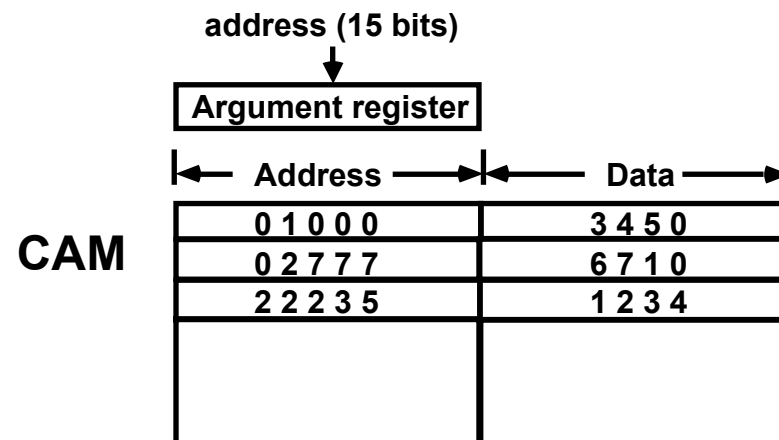 address (15 bits)
Argument register
Address Data
CAM
0 1 0 0 0 3 4 5 0
0 2 7 7 7 6 7 1 0
2 2 2 3 5 1 2 3 4